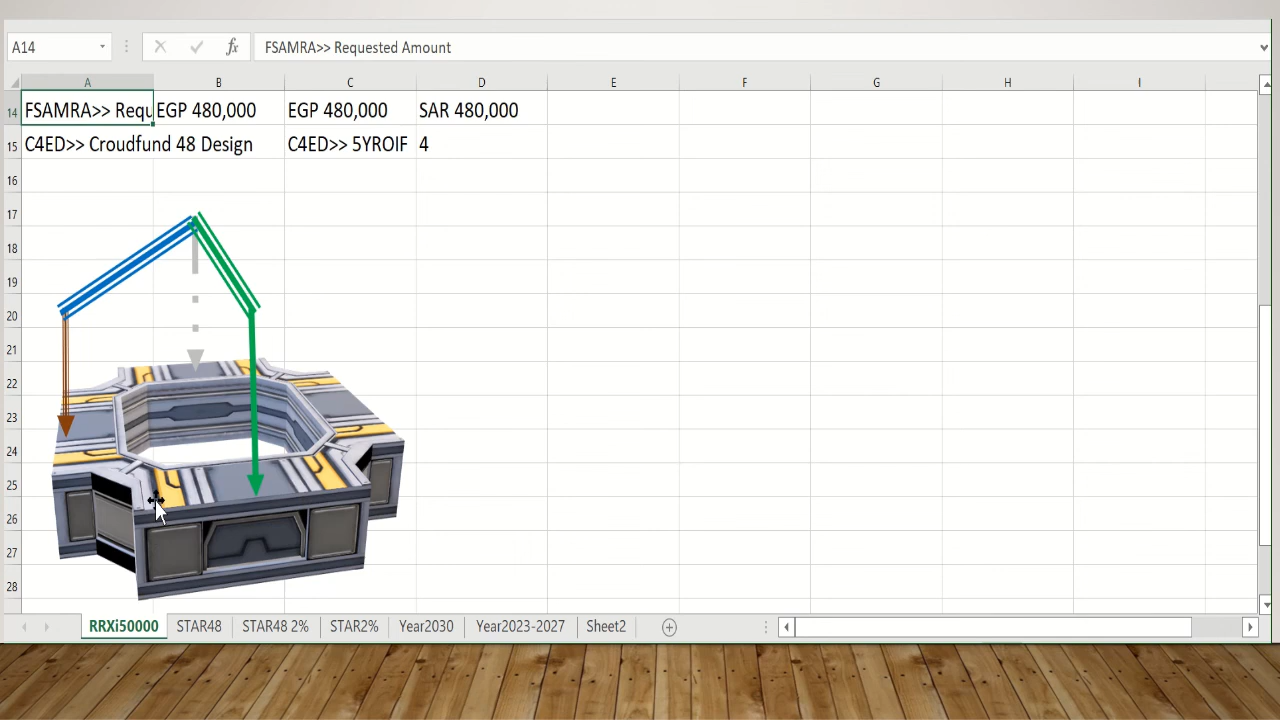 A14 fx FSAMRA>> Requested Amount
A B C D E F G H I
14 FSAMRA>> Requ EGP 480,000 EGP 480,000 SAR 480,000
15 C4ED>> Croudfund 48 Design C4ED>> 5YROIF 4
16
17
18
19
20
21
22
23
24
25
26
27
28
RRXi50000 STAR48 STAR48 2% STAR2% Year2030 Year2023-2027 Sheet2